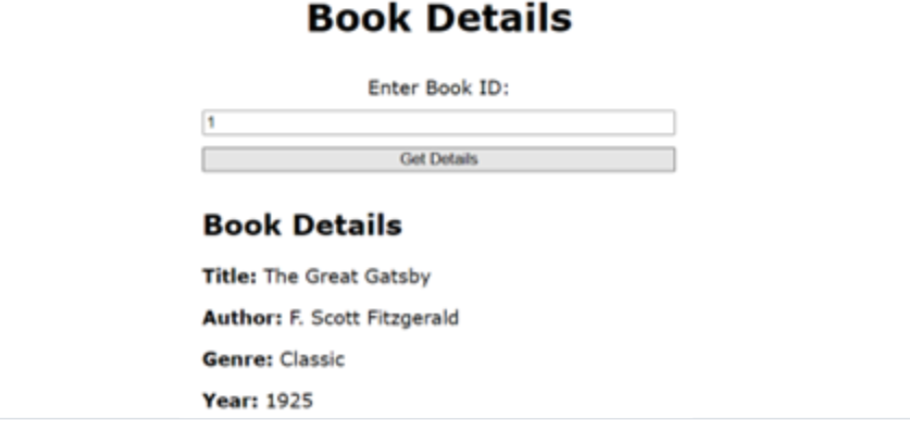 Book Details
Enter Book ID:
1
Get Details
Book Details
Title: The Great Gatsby
Author: F. Scott Fitzgerald
Genre: Classic
Year: 1925